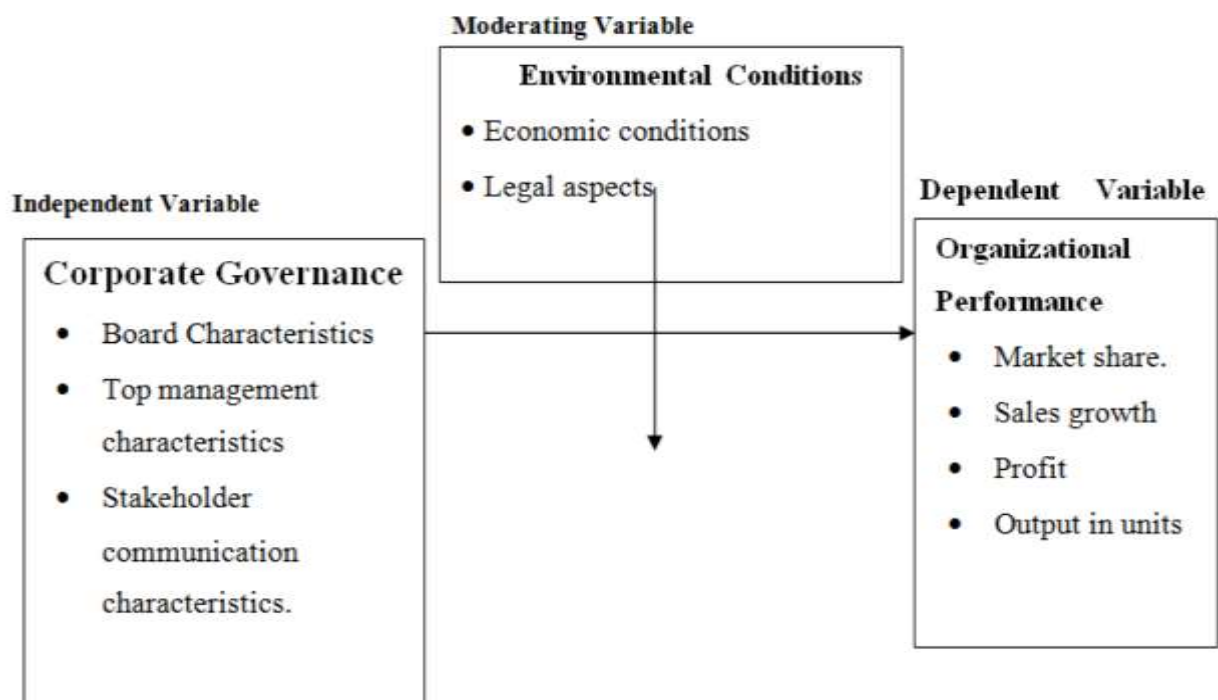 Moderating Variable
Environmental Conditions
• Economic conditions
• Legal aspects
Independent Variable
Corporate Governance
• Board Characteristics
• Top management
characteristics
• Stakeholder
communication
characteristics.
Dependent Variable
Organizational
Performance
• Market share.
• Sales growth
• Profit
• Output in units